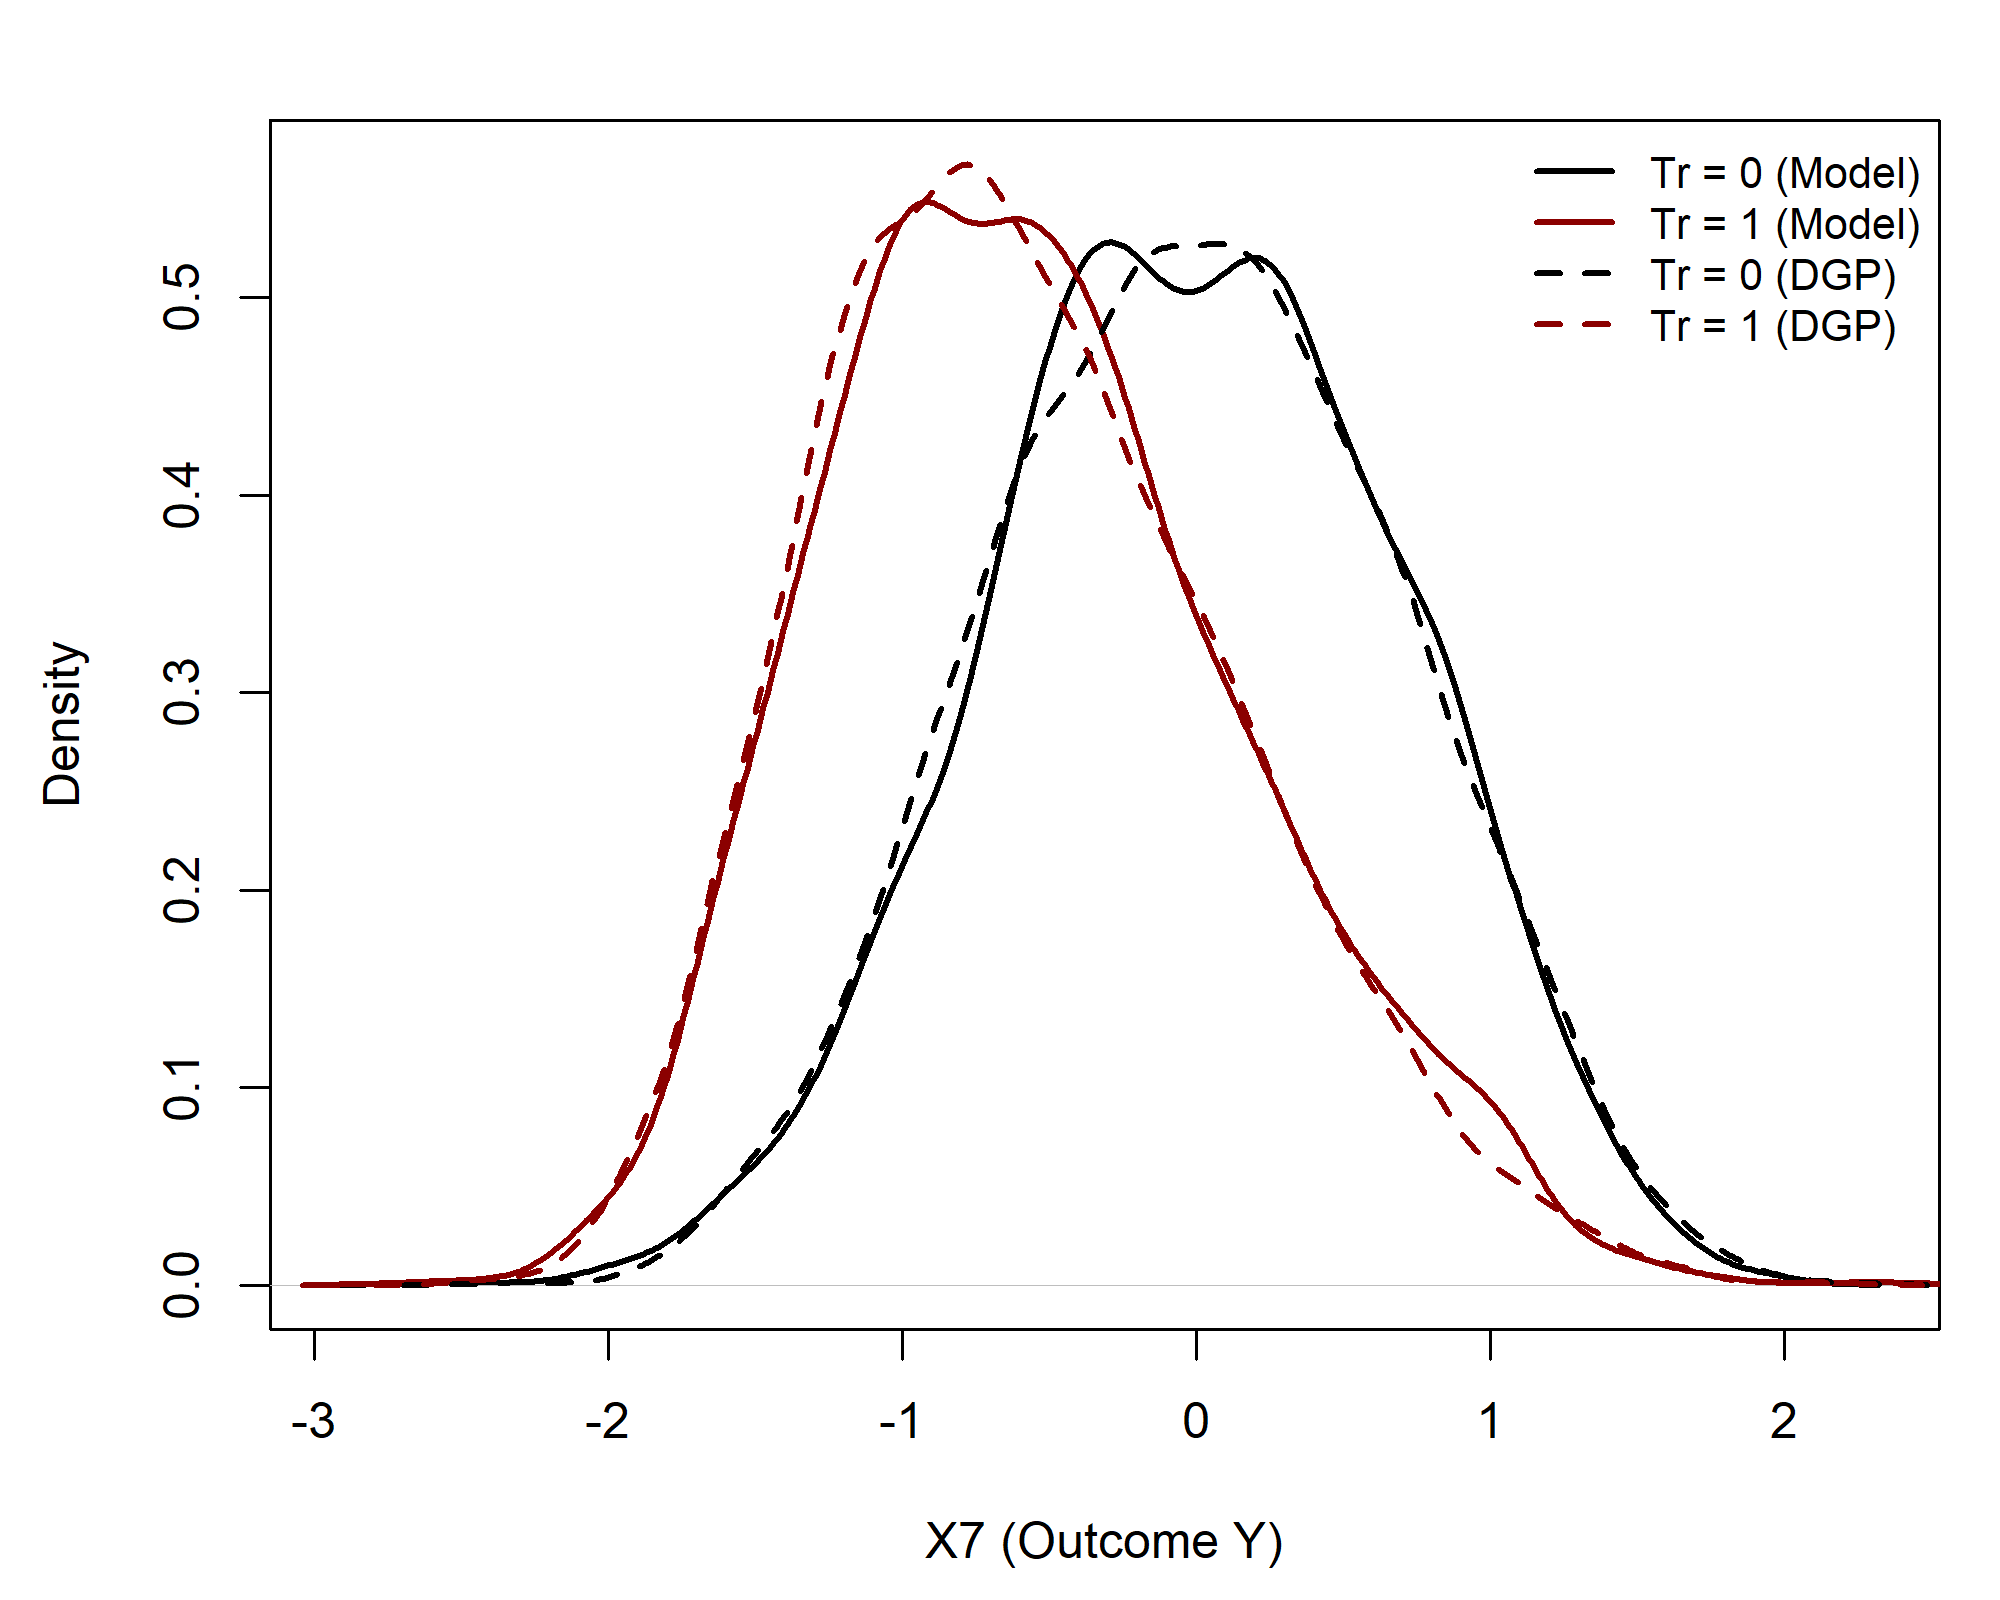 Tr = 0 (Model)
Tr = 1 (Model)
Tr = 0 (DGP)
Tr = 1 (DGP)
Density
0.5
0.4
0.3
0.2
0.1
0.0
-3 -2 -1 0 1 2
X7 (Outcome Y)